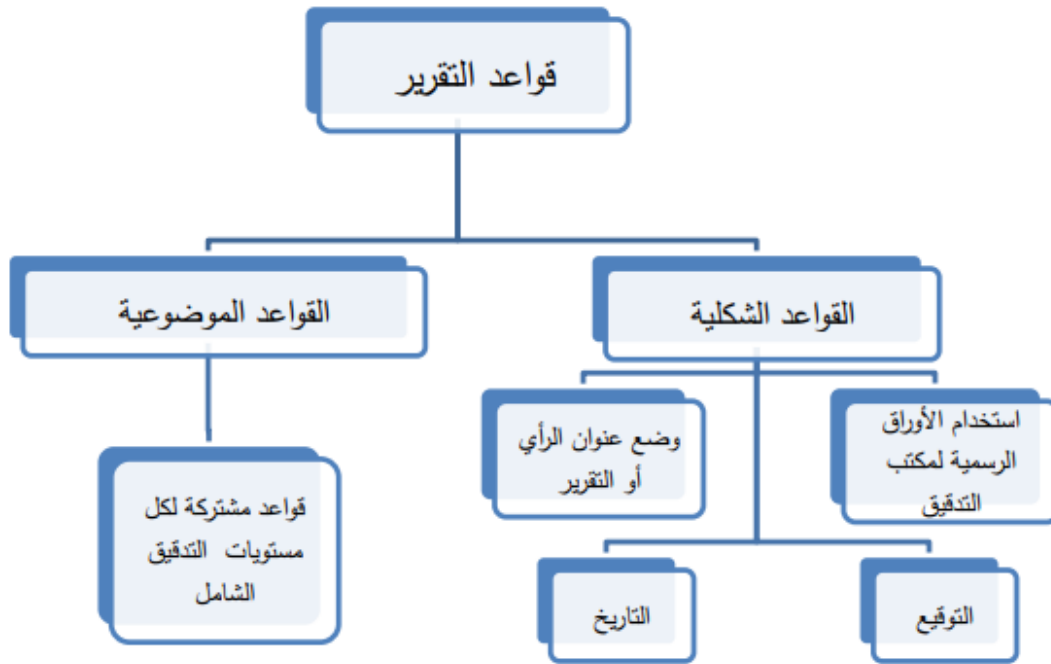 قواعد التقرير
القواعد الشكلية
القواعد الموضوعية
استخدام الأوراق
الرسمية لمكتب
التدقيق
وضع عنوان الرأي
أو التقرير
التوقيع
التاريخ
قواعد مشتركة لكل
مستويات التدقيق
الشامل